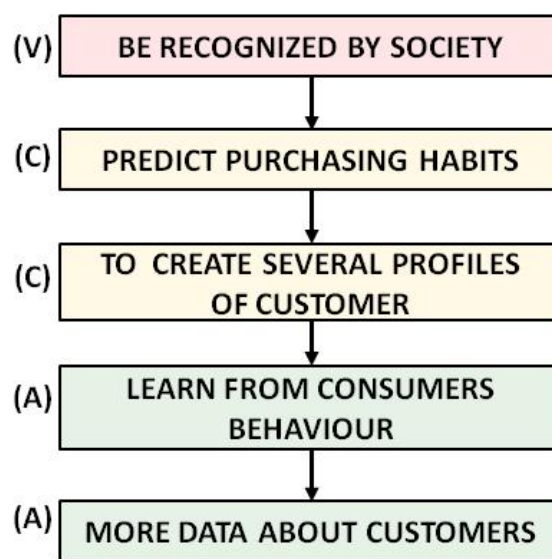 (V) BE RECOGNIZED BY SOCIETY
(C) PREDICT PURCHASING HABITS
(C) TO CREATE SEVERAL PROFILES
OF CUSTOMER
(A) LEARN FROM CONSUMERS
BEHAVIOUR
(A) MORE DATA ABOUT CUSTOMERS